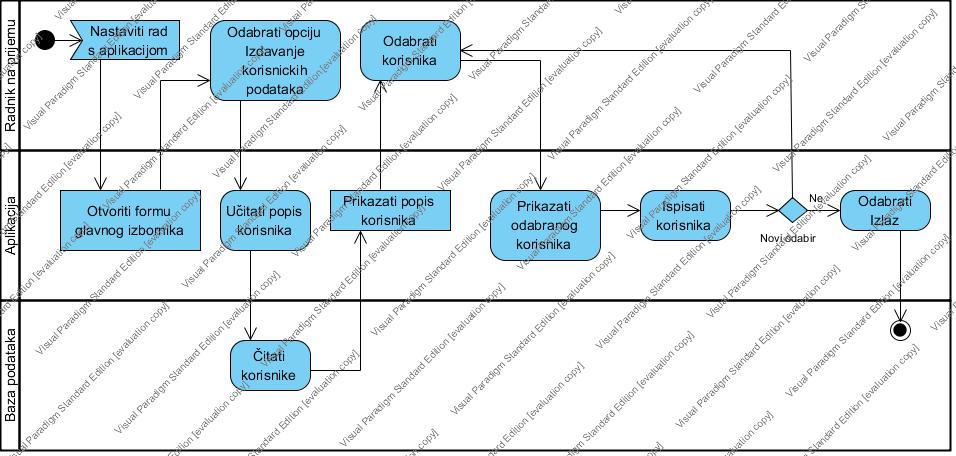 Radnik na prijemu
Nastaviti rad
s aplikacijom
Odabrati opciju
Izdavanje
korisnickih
podataka
Odabrati
korisnika
Aplikacija
Otvoriti formu
glavnog izbornika
Učitati popis
korisnika
Prikazati popis
korisnika
Prikazati
odabranog
korisnika
Ispisati
korisnika
Ne
Novi odabir
Odabrati
Izlaz
Baza podataka
Čitati
korisnike
Visual Paradigm Standard Edition [evaluation copy]